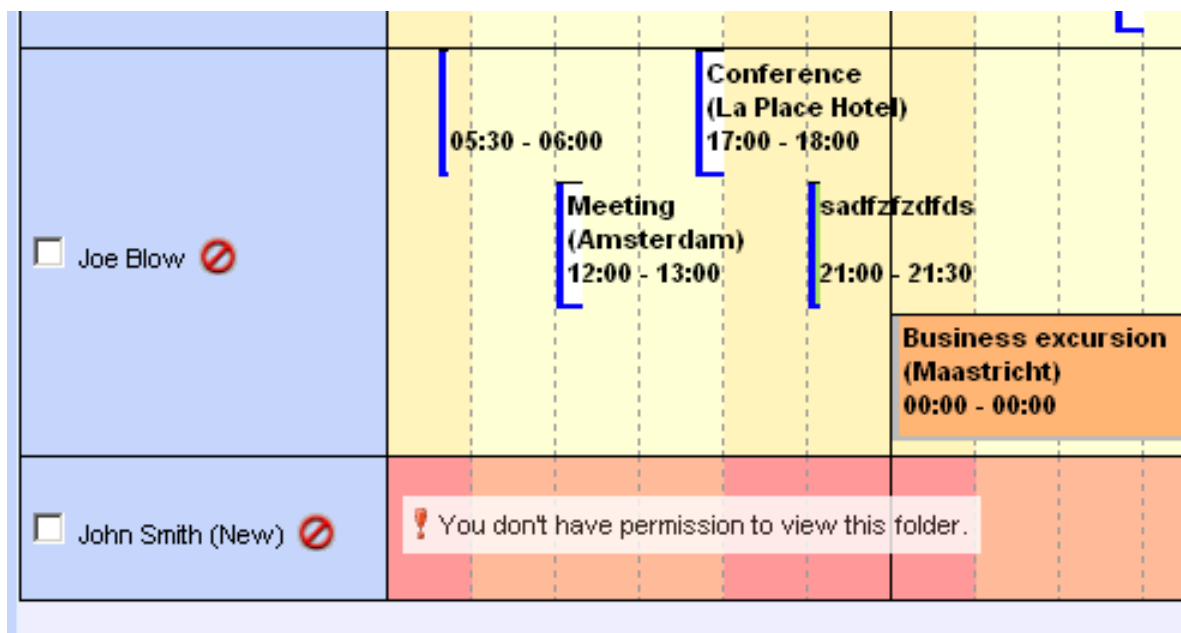 Conference
(La Place Hotel)
05:30 - 06:00
17:00 - 18:00
Meeting
(Amsterdam)
12:00 - 13:00
sadfzfzdfds
21:00 - 21:30
Joe Blow
Business excursion
(Maastricht)
00:00 - 00:00
John Smith (New)
You don't have permission to view this folder.